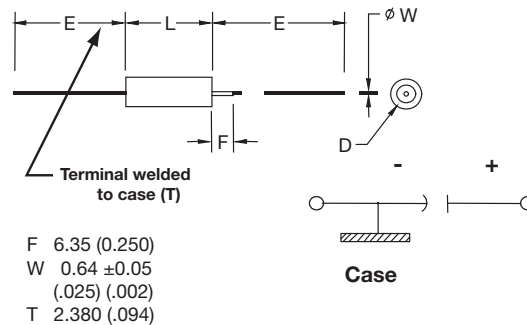 E L E ϕ W
F
D
Terminal welded
to case (T)
- +
Case
F 6.35 (0.250)
W 0.64 ±0.05
(.025) (.002)
T 2.380 (.094)